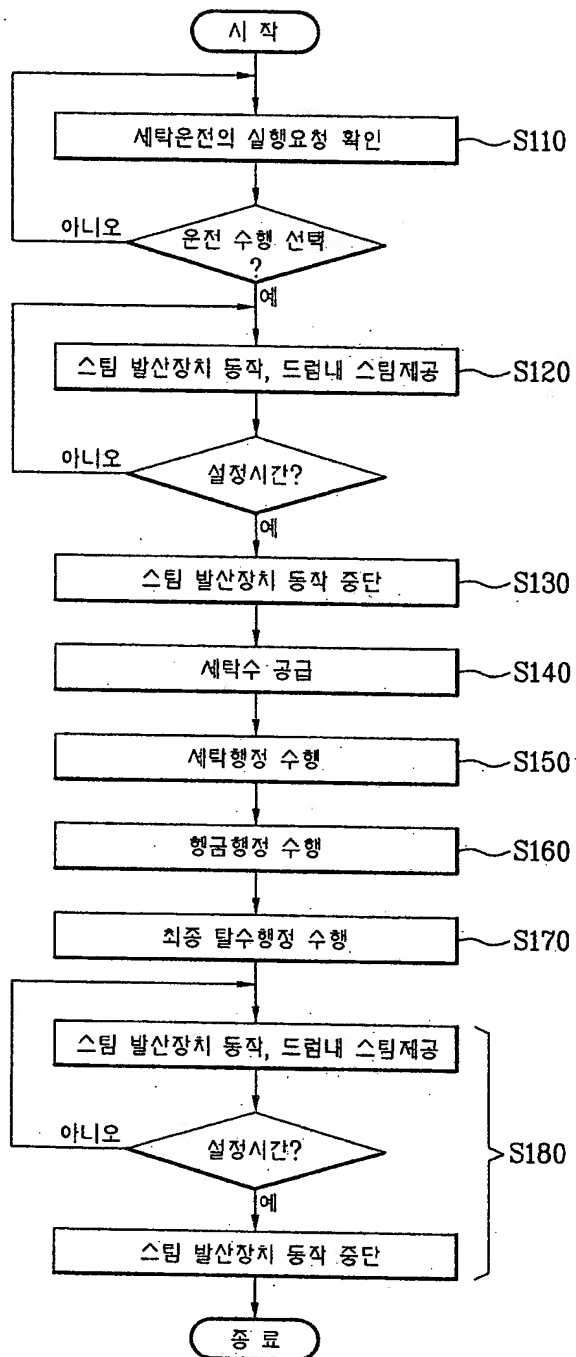 시 작
세탁운전의 실행요청 확인
S110
아니오
운전 수행 선택
?
예
스팀 발산장치 동작, 드럼내 스팀제공
S120
아니오
설정시간?
예
스팀 발산장치 동작 중단
S130
세탁수 공급
S140
세탁행정 수행
S150
헹굼행정 수행
S160
최종 탈수행정 수행
S170
스팀 발산장치 동작, 드럼내 스팀제공
아니오
설정시간?
S180
예
스팀 발산장치 동작 중단
종 료